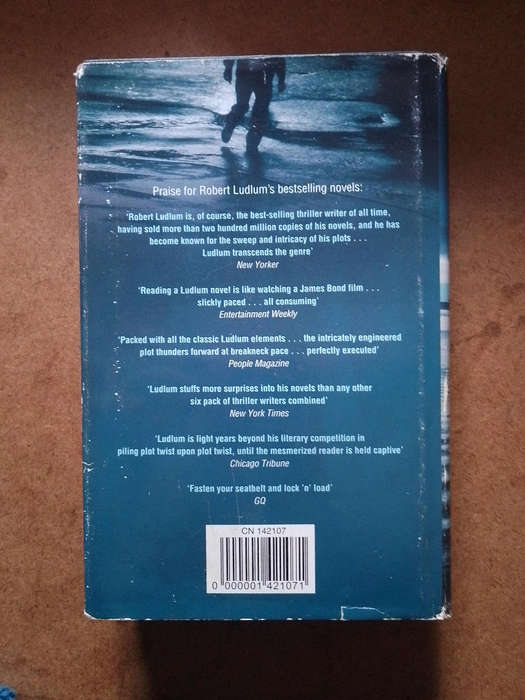 Praise for Robert Ludlum's bestselling novels:
'Robert Ludlum is, of course, the best-selling thriller writer of all time,
having sold more than two hundred million copies of his novels, and he has
become known for the sweep and intricacy of his plots . . .
Ludlum transcends the genre'
New Yorker
'Reading a Ludlum novel is like watching a James Bond film . . .
slickly paced . . . all consuming'
Entertainment Weekly
'Packed with all the classic Ludlum elements . . . the intricately engineered
plot thunders forward at breakneck pace . . . perfectly executed'
People Magazine
'Ludlum stuffs more surprises into his novels than any other
six pack of thriller writers combined'
New York Times
'Ludlum is light years beyond his literary competition in
piling plot twist upon plot twist, until the mesmerized reader is held captive'
Chicago Tribune
'Fasten your seatbelt and lock 'n' load'
GQ
CN 142107
0 000001 421071